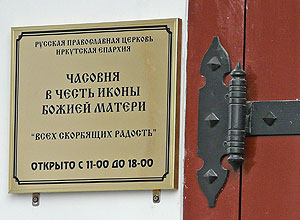 РУССКАЯ ПРАВОСЛАВНАЯ ЦЕРКОВЬ
ИРКУТСКАЯ ЕПАРХИЯ
ЧАСОВНЯ
В ЧЕСТЬ ИКОНЫ
БОЖИЕЙ МАТЕРИ
"ВСЕХ СКОРБЯЩИХ РАДОСТЬ"
ОТКРЫТО С 11-00 ДО 18-00